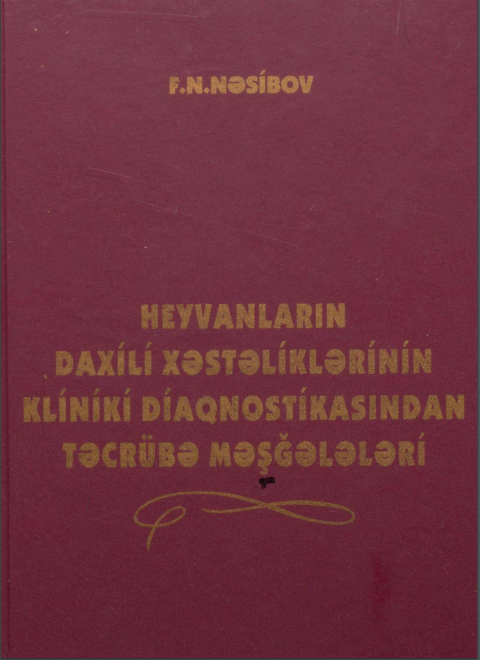 F.N.NƏSİBOV
HEYVANLARIN
DAXİLİ XƏSTƏLİKLƏRİNİN
KLİNİKİ DİAQNOSTİKASINDAN
TƏCRÜBƏ MƏŞĞƏLƏLƏRİ